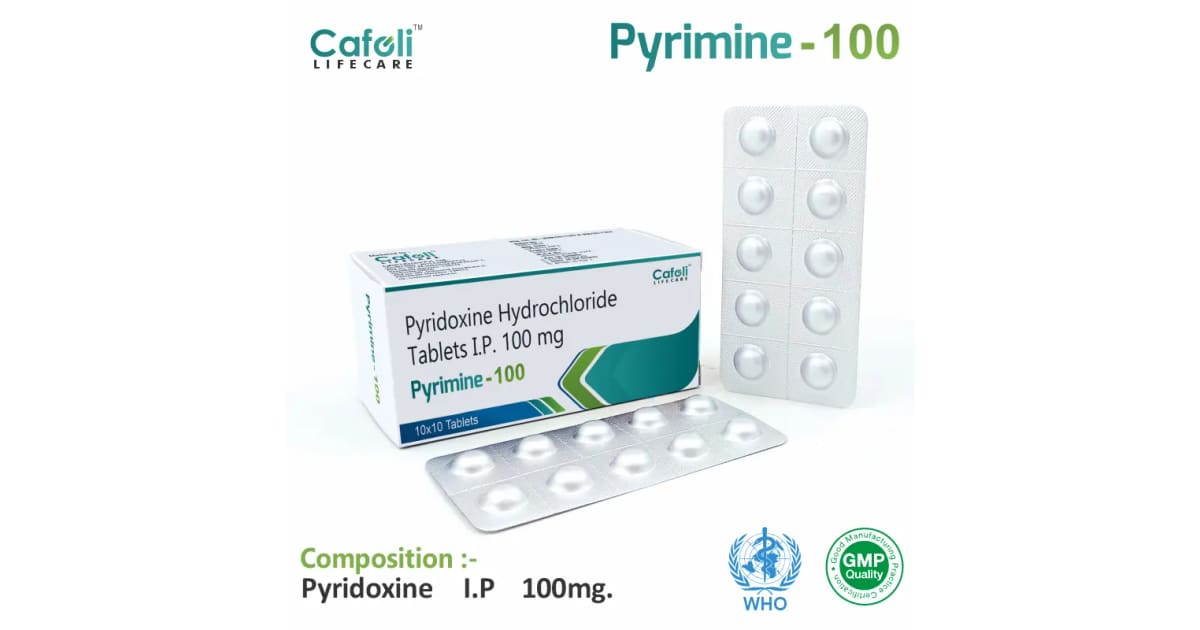 Cafoli™
LIFECARE
Pyrimine - 100
Cafoli
Cafoli™
LIFECARE
Pyridoxine Hydrochloride
Tablets I.P. 100 mg
Pyrimine - 100
10x10 Tablets
Pyrimine - 100
Composition :-
Pyridoxine I.P 100mg.
WHO
Good Manufacturing
GMP
Quality
Practice Certification